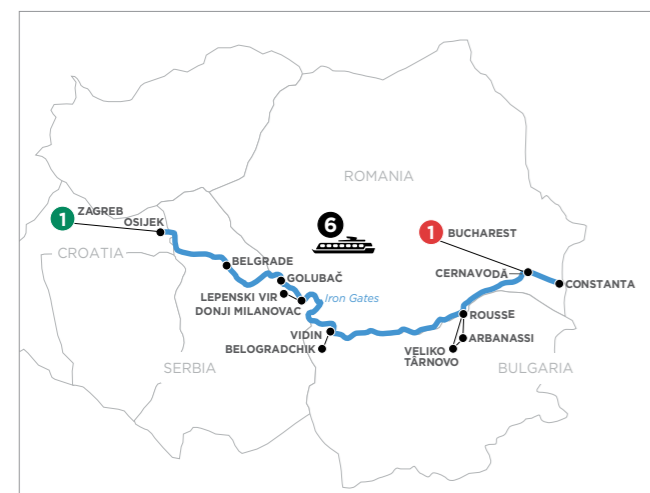 ROMANIA
6
1
ZAGREB
OSIJEK
1
BUCHAREST
CROATIA
BELGRADE
CERNAVODĂ
GOLUBAČ
CONSTANTA
LEPENSKI VIR
DONJI MILANOVAC
Iron Gates
ROUSSE
VIDIN
ARBANASSI
BELOGRADCHIK
VELIKO
TÂRNOVO
SERBIA
BULGARIA